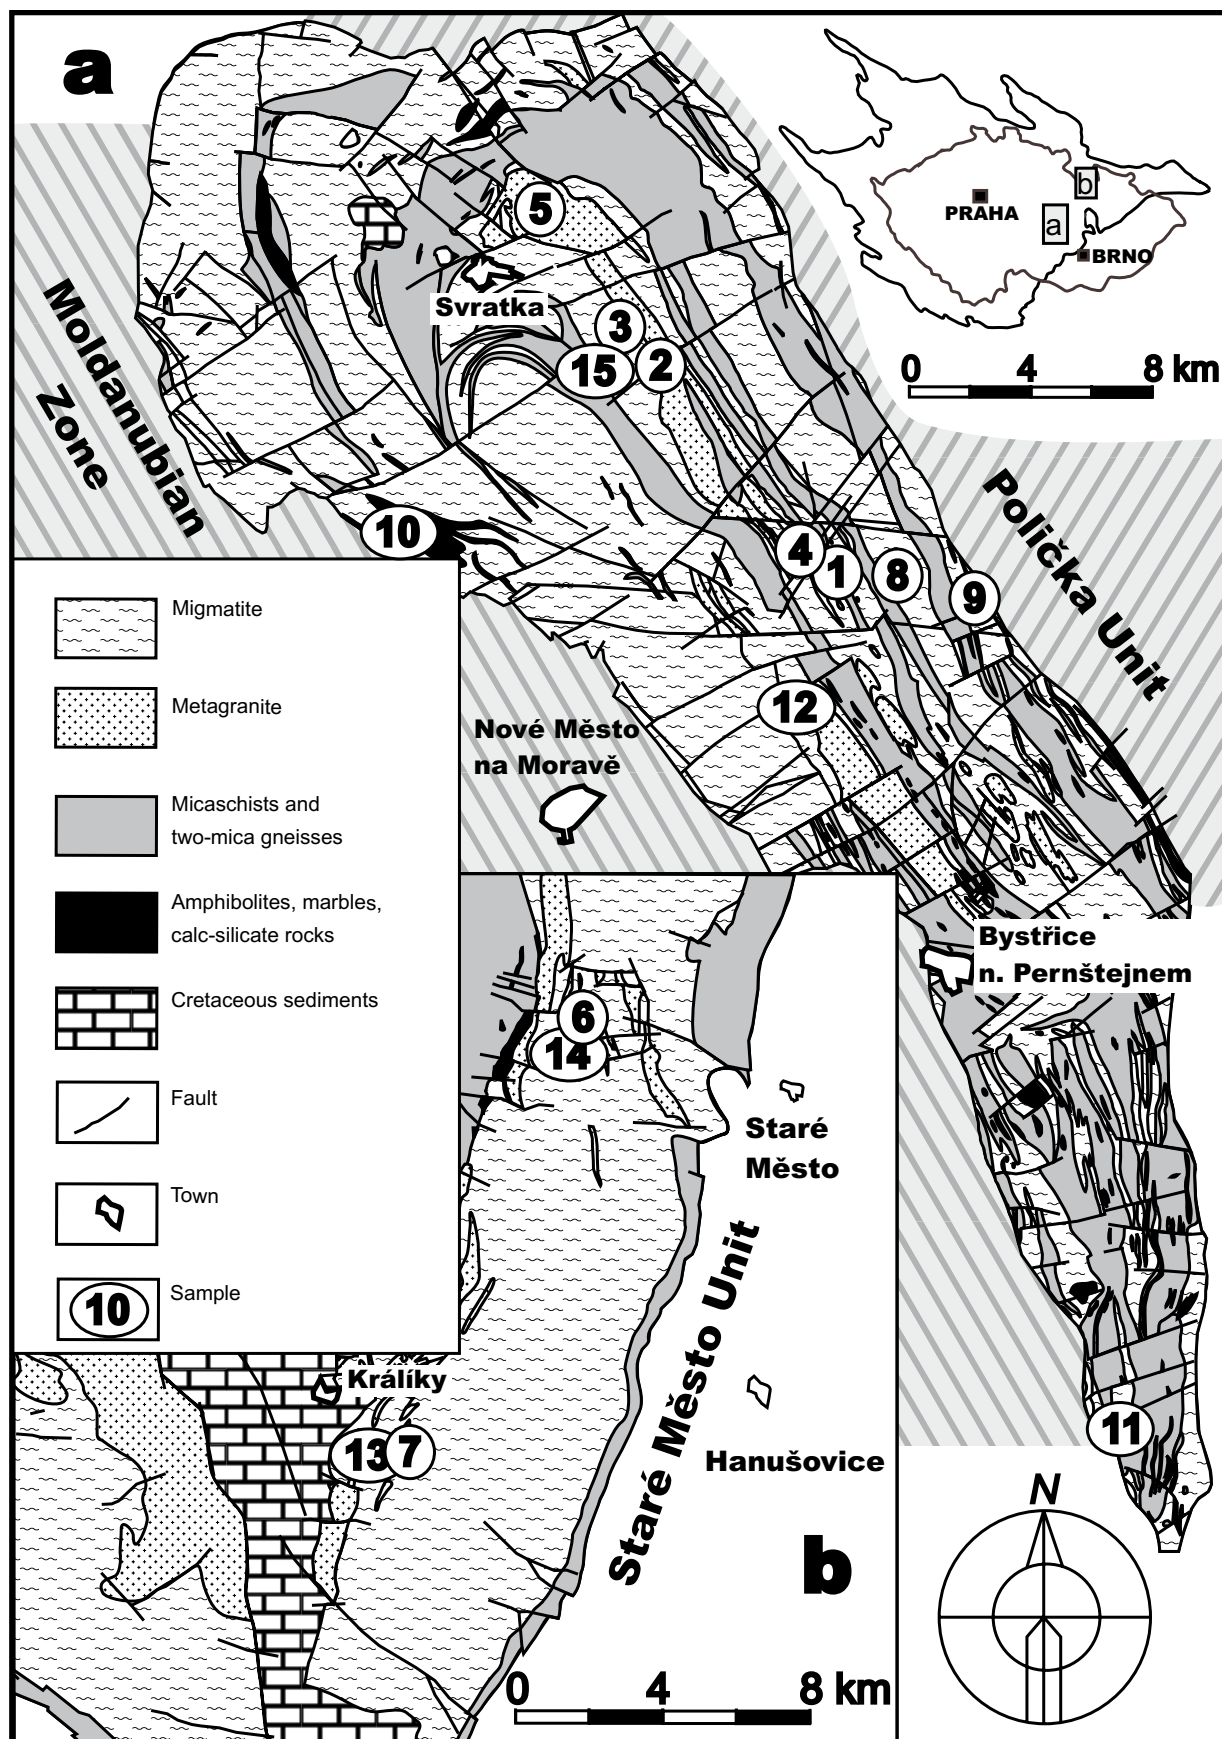 a
PRAHA
b
a
BRNO
0 4 8 km
Moldanubian
Zone
5
Svratka
3
15
2
10
4
1
8
9
Polička Unit
12
Nové Město
na Moravě
Bystřice
n. Pernštejnem
11
Migmatite
Metagranite
Micaschists and
two-mica gneisses
Amphibolites, marbles,
calc-silicate rocks
Cretaceous sediments
Fault
Town
10
Sample
6
14
Staré
Město
Staré Město Unit
Králíky
13
7
Hanušovice
b
0 4 8 km
N